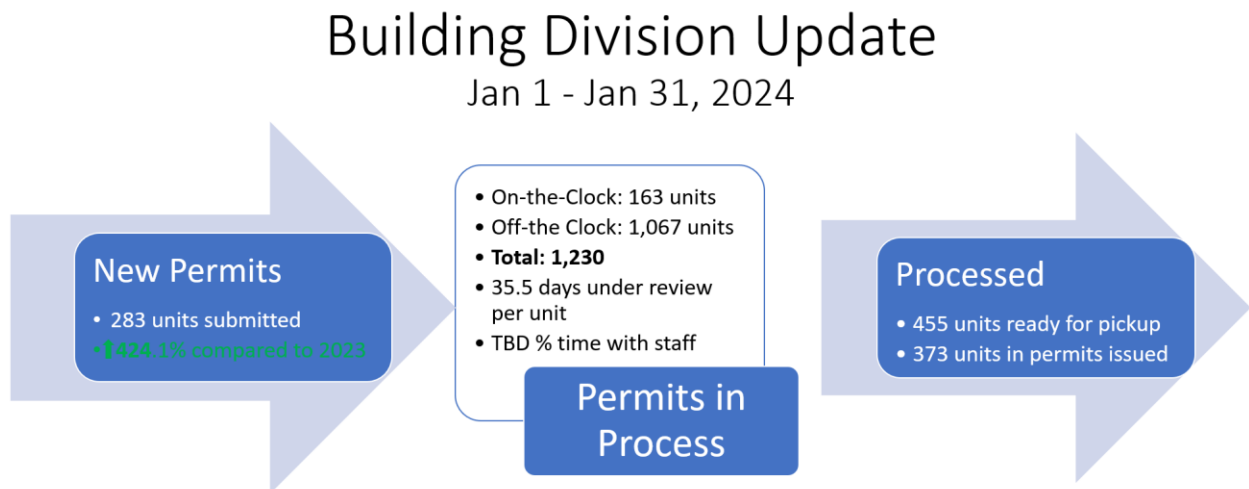 Building Division Update
Jan 1 - Jan 31, 2024
New Permits
• 283 units submitted
• ⬆424.1% compared to 2023
• On-the-Clock: 163 units
• Off-the Clock: 1,067 units
• Total: 1,230
• 35.5 days under review
per unit
• TBD % time with staff
Permits in
Process
Processed
• 455 units ready for pickup
• 373 units in permits issued